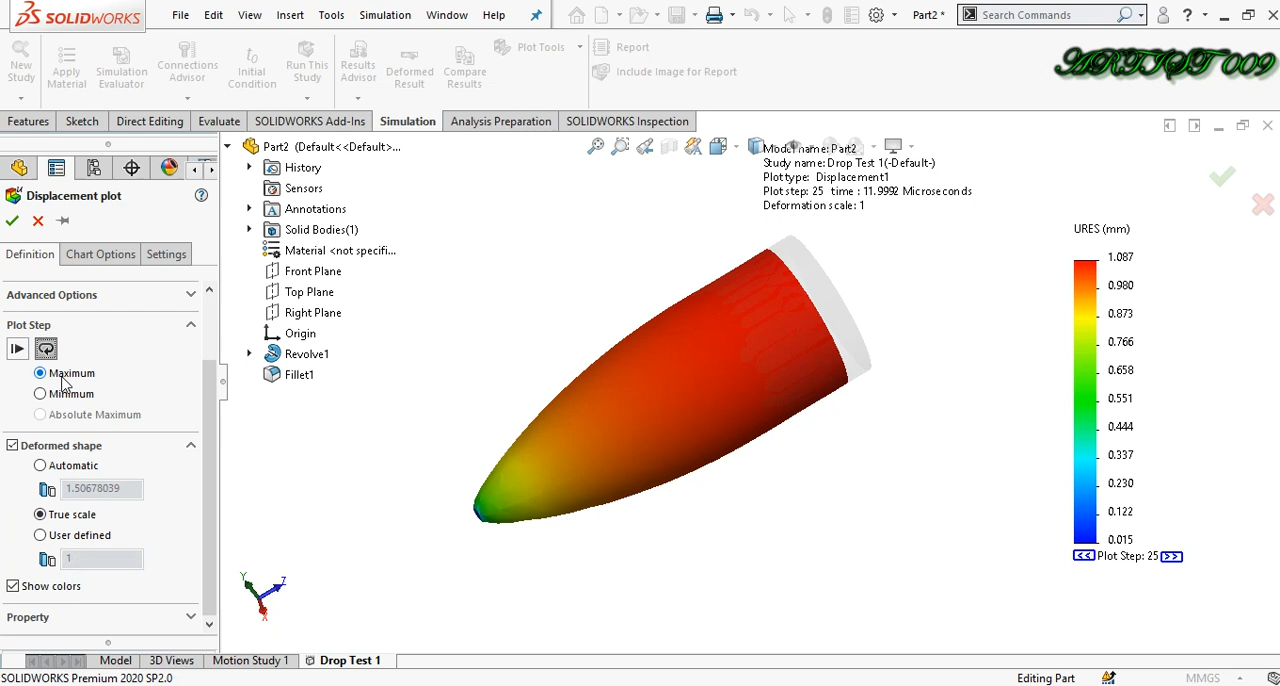 SOLIDWORKS File Edit View Insert Tools Simulation Window Help Part2 * Search Commands ?
New Study
Apply Material
Simulation Evaluator
Connections Advisor
Initial Condition
Run This Study
Results Advisor
Deformed Result
Compare Results
Plot Tools
Report
Include Image for Report
ARTIST 009
Features Sketch Direct Editing Evaluate SOLIDWORKS Add-Ins Simulation Analysis Preparation SOLIDWORKS Inspection
Displacement plot
Definition Chart Options Settings
Advanced Options
Plot Step
Maximum
Minimum
Absolute Maximum
Deformed shape
Automatic
1.50678039
True scale
User defined
1
Show colors
Property
Part2 (Default<<Default>...
History
Sensors
Annotations
Solid Bodies(1)
Material <not specifi...
Front Plane
Top Plane
Right Plane
Origin
Revolve1
Fillet1
Model name: Part2
Study name: Drop Test 1(-Default-)
Plot type: Displacement1
Plot step: 25 time : 11.9992 Microseconds
Deformation scale: 1
URES (mm)
1.087
0.980
0.873
0.766
0.658
0.551
0.444
0.337
0.230
0.122
0.015
<< Plot Step: 25 >>
Y Z X
Model 3D Views Motion Study 1 Drop Test 1
SOLIDWORKS Premium 2020 SP2.0 Editing Part MMGS